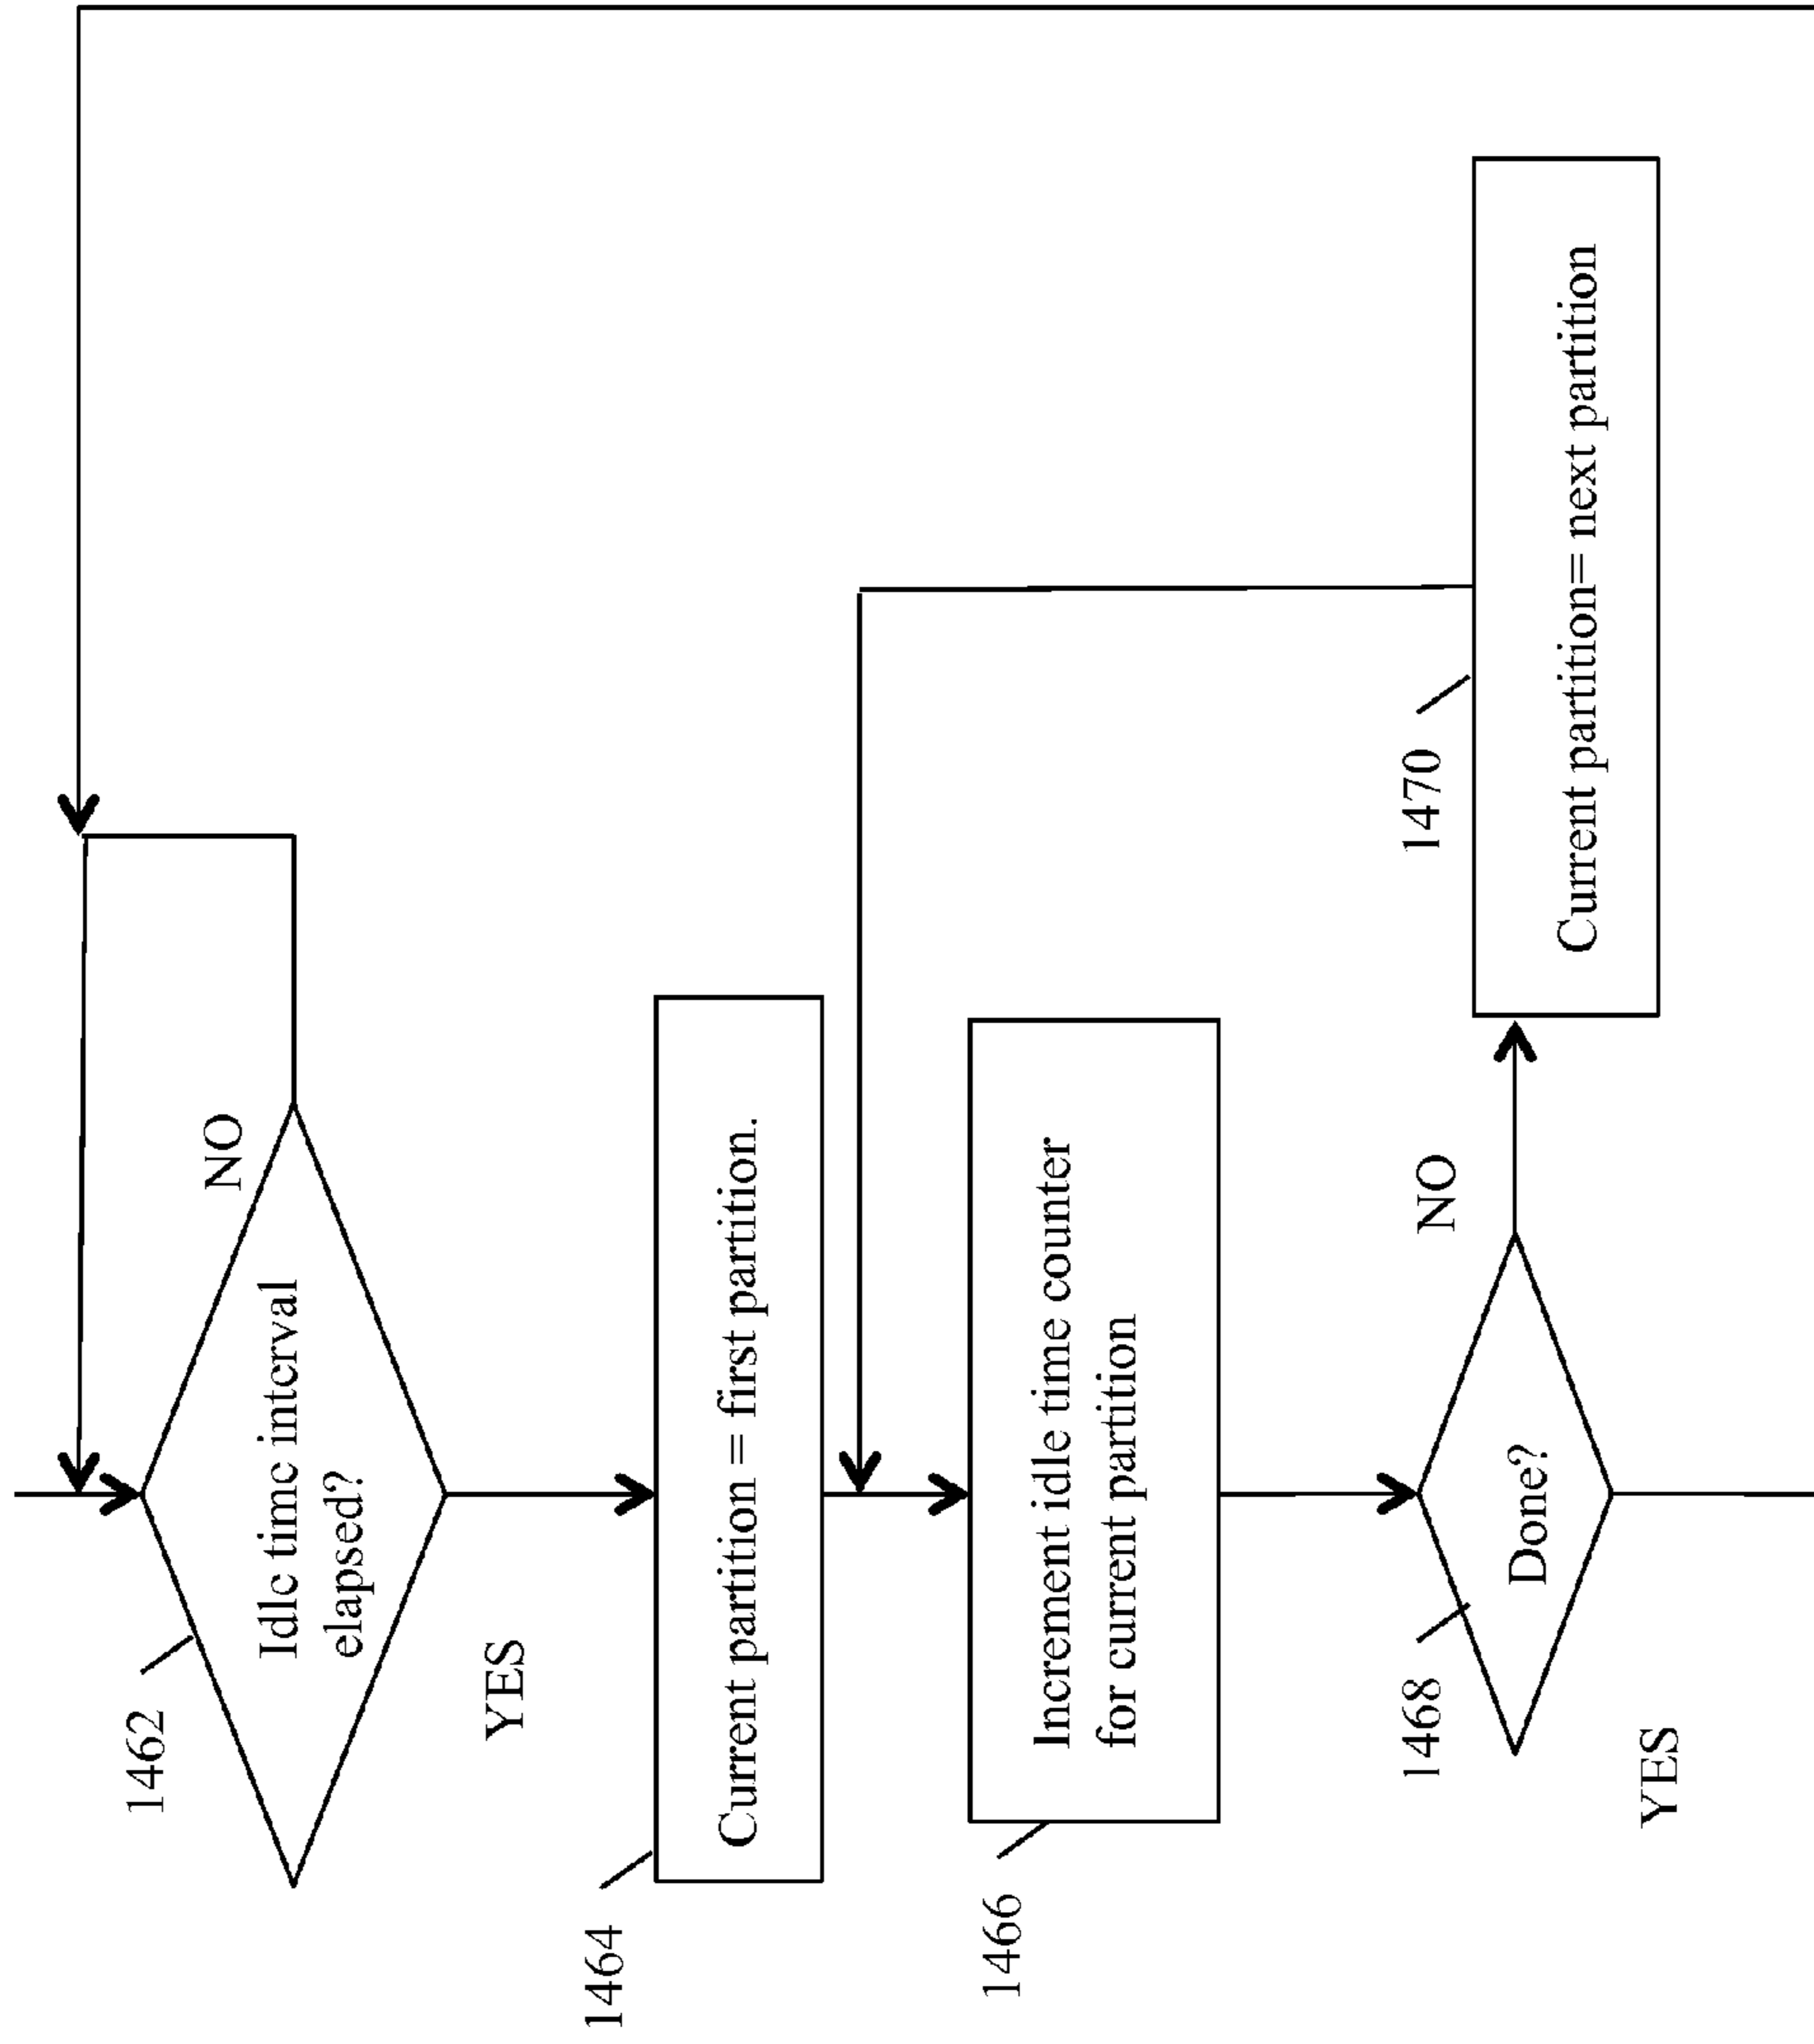 1462
Idle time interval
elapsed?
NO
YES
1464
Current partition = first partition.
1466
Increment idle time counter
for current partition
1468
Done?
NO
YES
1470
Current partition= next partition